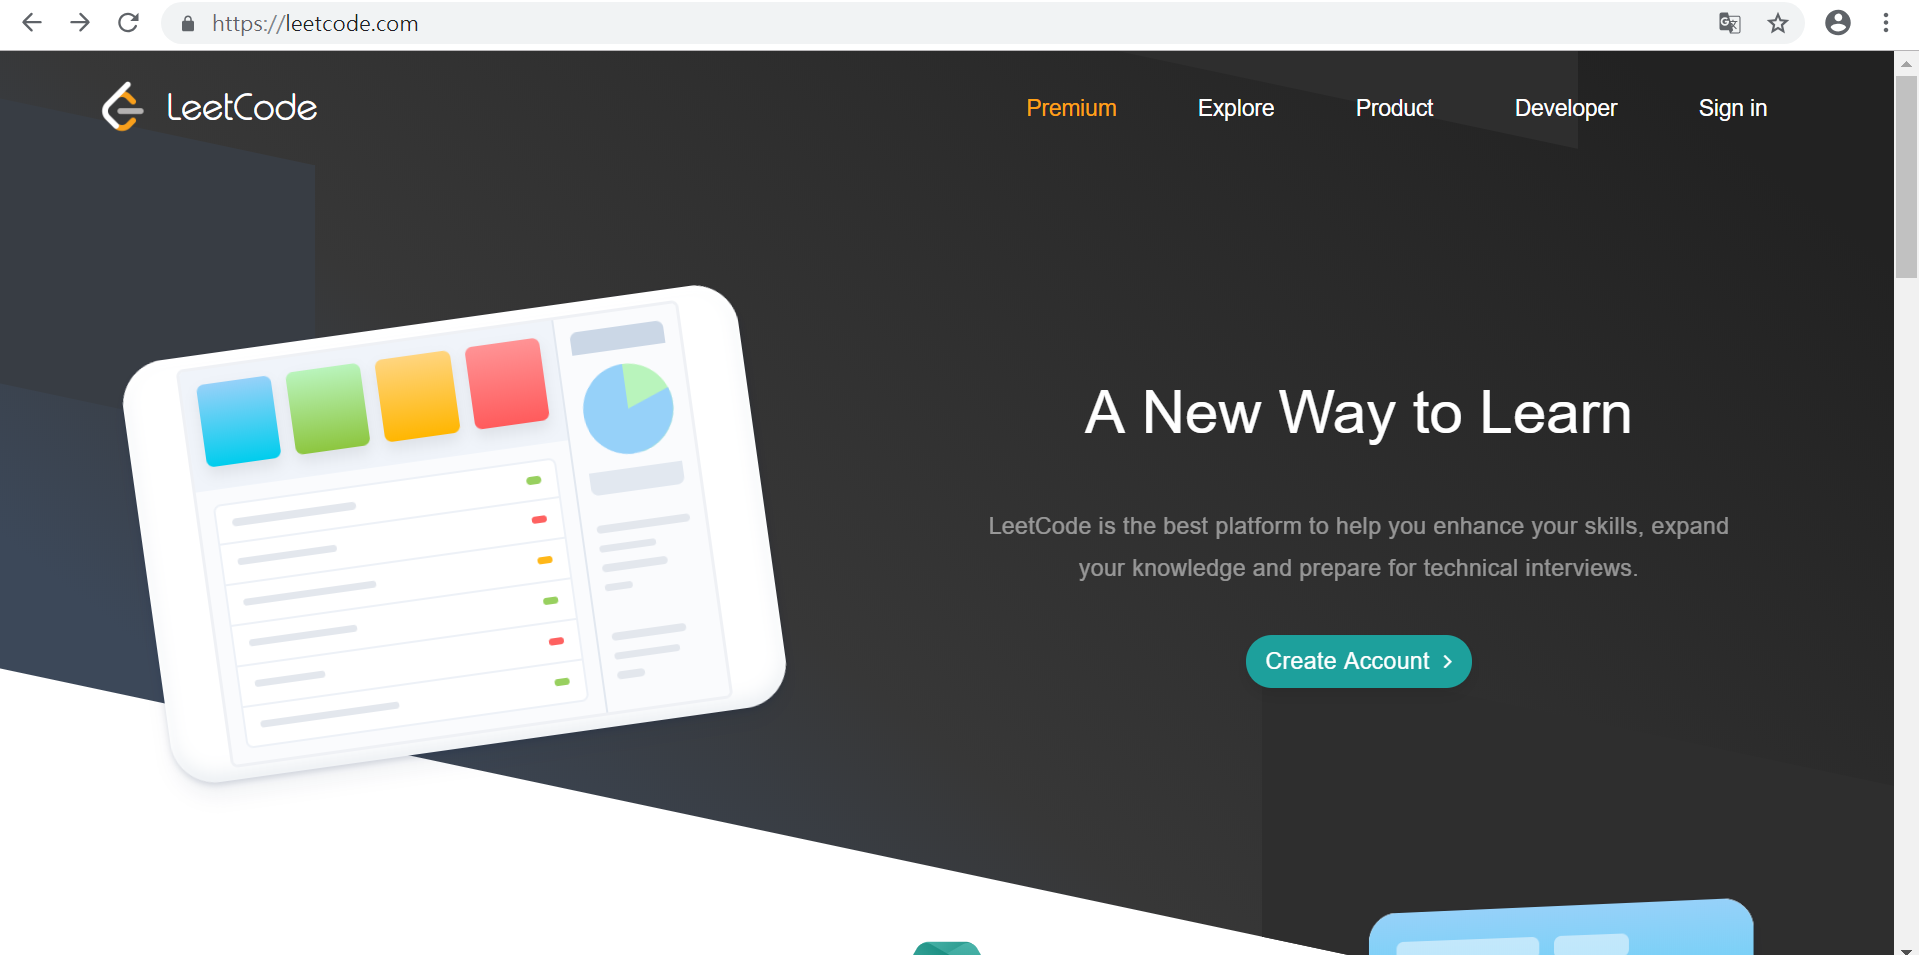 https://leetcode.com
LeetCode
Premium
Explore
Product
Developer
Sign in
A New Way to Learn
LeetCode is the best platform to help you enhance your skills, expand
your knowledge and prepare for technical interviews.
Create Account